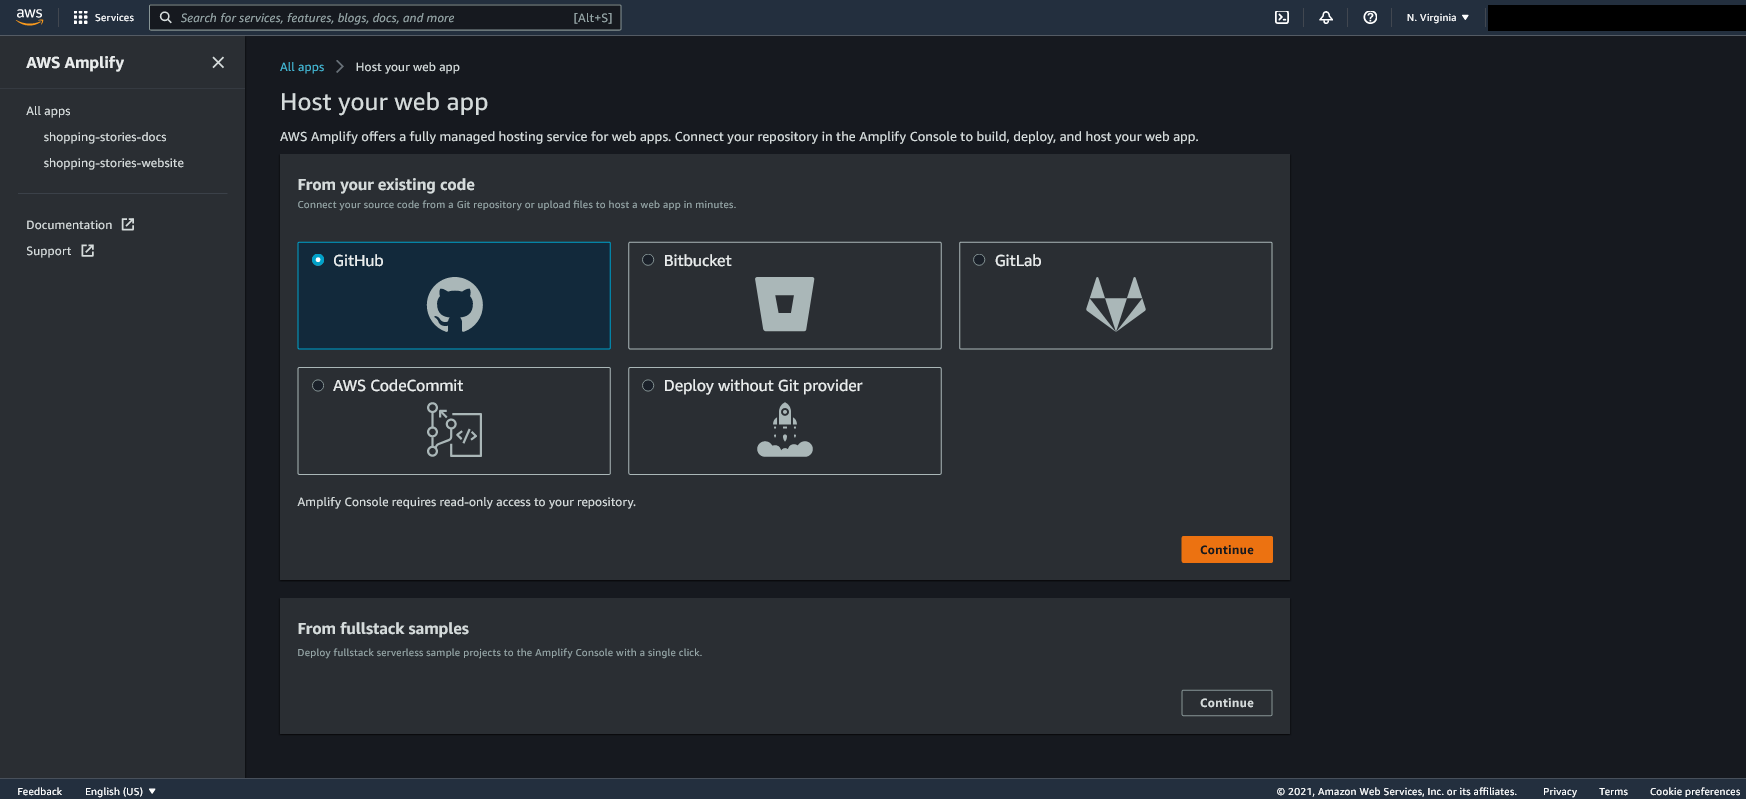 aws Services Search for services, features, blogs, docs, and more [Alt+S] N. Virginia
AWS Amplify
All apps
shopping-stories-docs
shopping-stories-website
Documentation
Support
All apps Host your web app
Host your web app
AWS Amplify offers a fully managed hosting service for web apps. Connect your repository in the Amplify Console to build, deploy, and host your web app.
From your existing code
Connect your source code from a Git repository or upload files to host a web app in minutes.
GitHub Bitbucket GitLab
AWS CodeCommit Deploy without Git provider
Amplify Console requires read-only access to your repository.
Continue
From fullstack samples
Deploy fullstack serverless sample projects to the Amplify Console with a single click.
Continue
Feedback English (US) © 2021, Amazon Web Services, Inc. or its affiliates. Privacy Terms Cookie preferences